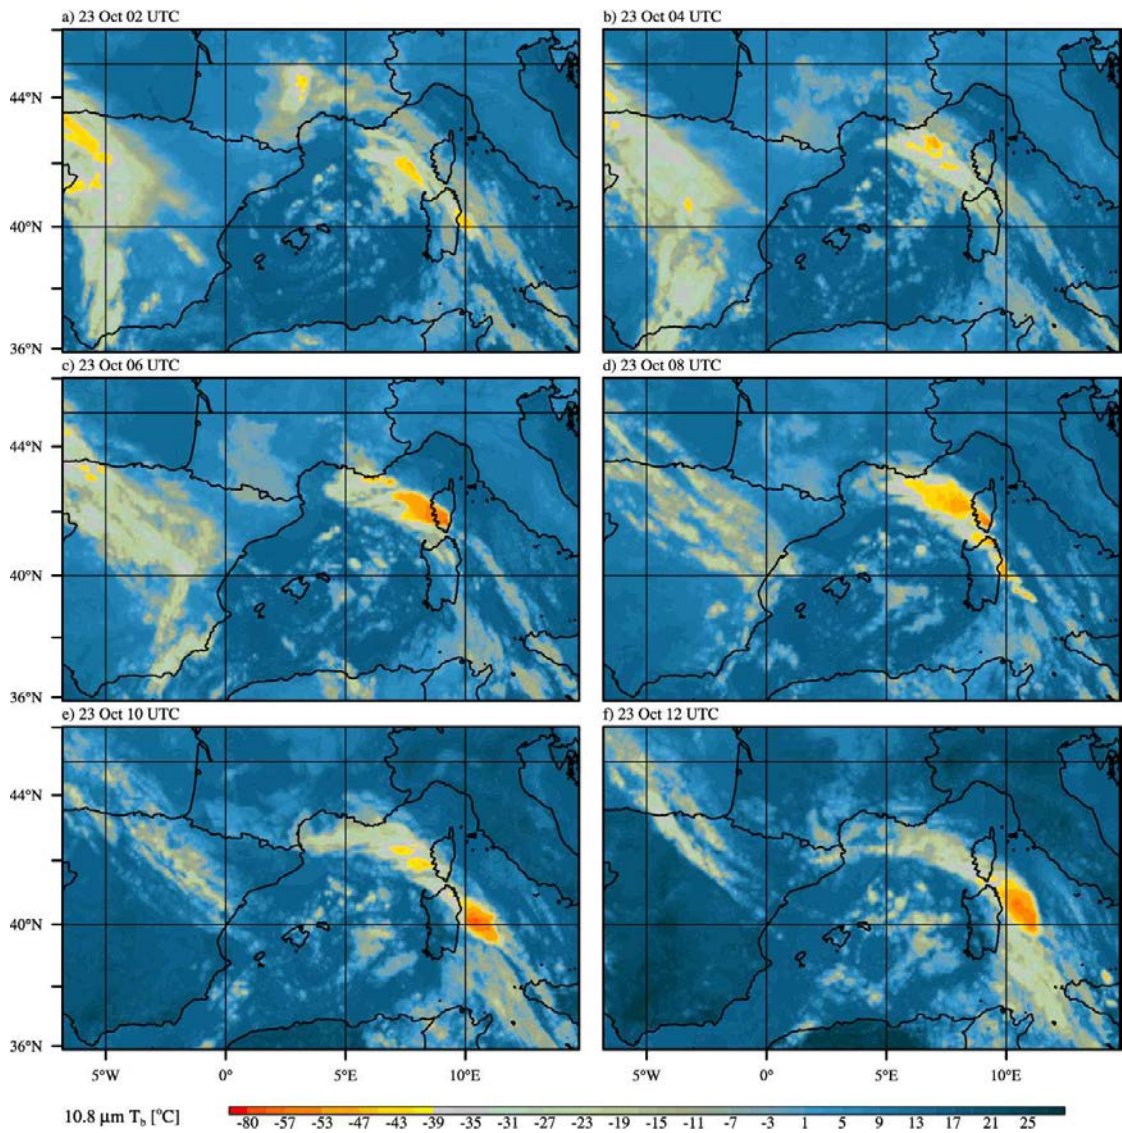 a) 23 Oct 02 UTC
b) 23 Oct 04 UTC
44°N
40°N
36°N
c) 23 Oct 06 UTC
d) 23 Oct 08 UTC
44°N
40°N
36°N
e) 23 Oct 10 UTC
f) 23 Oct 12 UTC
44°N
40°N
36°N
5°W 0° 5°E 10°E 5°W 0° 5°E 10°E
10.8 μm T_b [°C] -80 -57 -53 -47 -43 -39 -35 -31 -27 -23 -19 -15 -11 -7 -3 1 5 9 13 17 21 25